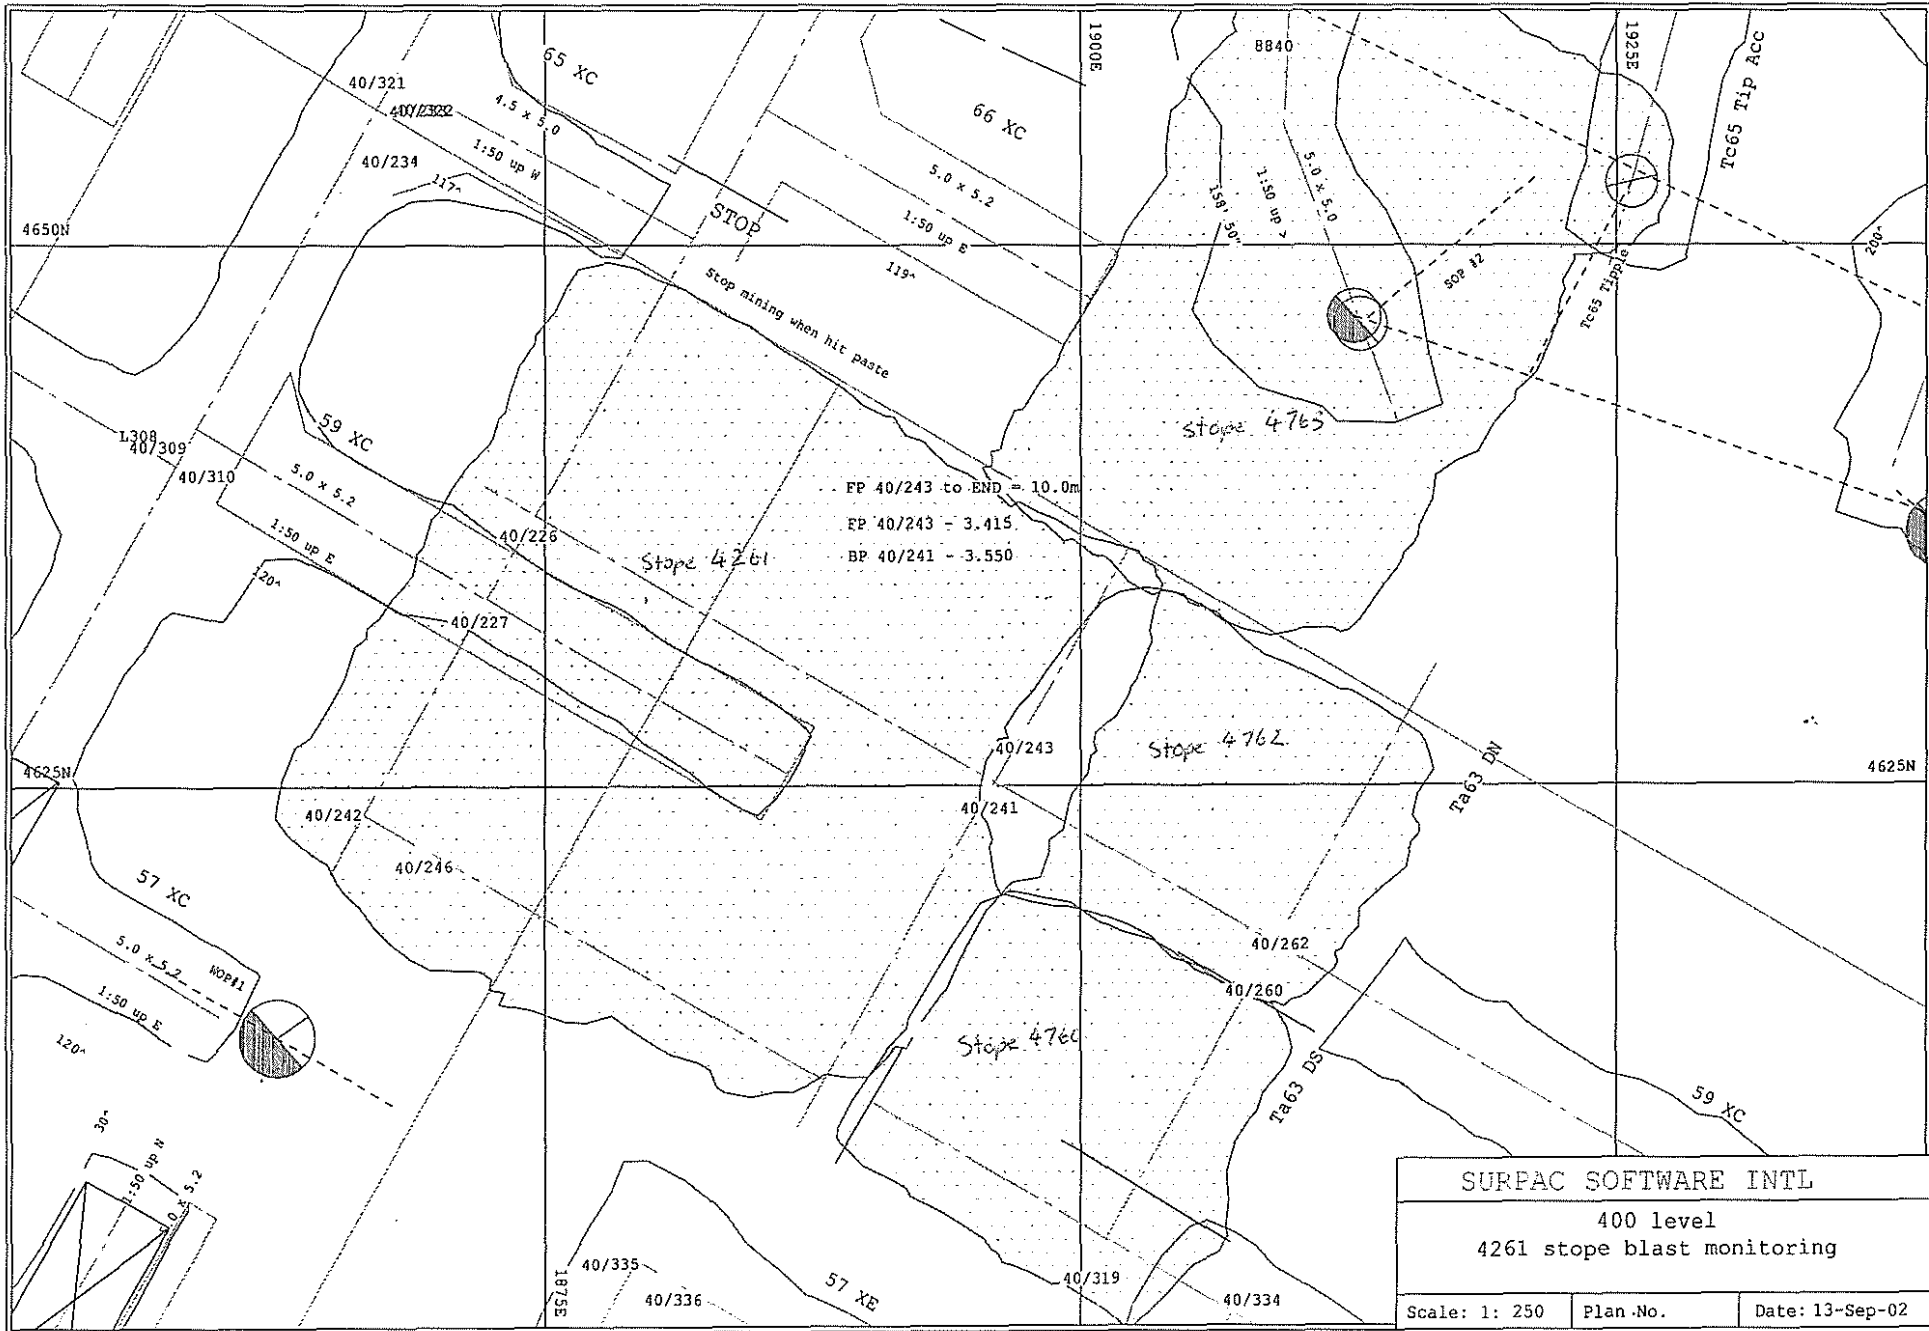 65 XC
1900E
8840
1925E
Tc65 Tip Acc
40/321
4.5 x 5.0
66 XC
1:50 up W
40/234
117^
5.0 x 5.2
5.0 x 5.0
1:50 up >
158' 50"
STOP
1:50 up E
4650N
119^
SOP #2
200^
Tc65 Tipple
stop mining when hit paste
59 XC
Stope 4763
L308
40/309
40/310
5.0 x 5.2
FP 40/243 to END = 10.0m
FP 40/243 - 3.415
BP 40/241 - 3.550
1:50 up E
40/226
Stope 4261
120^
40/227
40/243
Stope 4762
4625N
4625N
Ta63 DN
40/242
40/241
40/246
57 XC
40/262
5.0 x 5.2
WOP#1
40/260
1:50 up E
120^
Ta63 DS
59 XC
30^
1:50 up N
5.0 x 5.2
1875E
40/335
40/336
57 XE
40/319
40/334
SURPAC SOFTWARE INTL
400 level
4261 stope blast monitoring
Scale: 1: 250
Plan No.
Date: 13-Sep-02